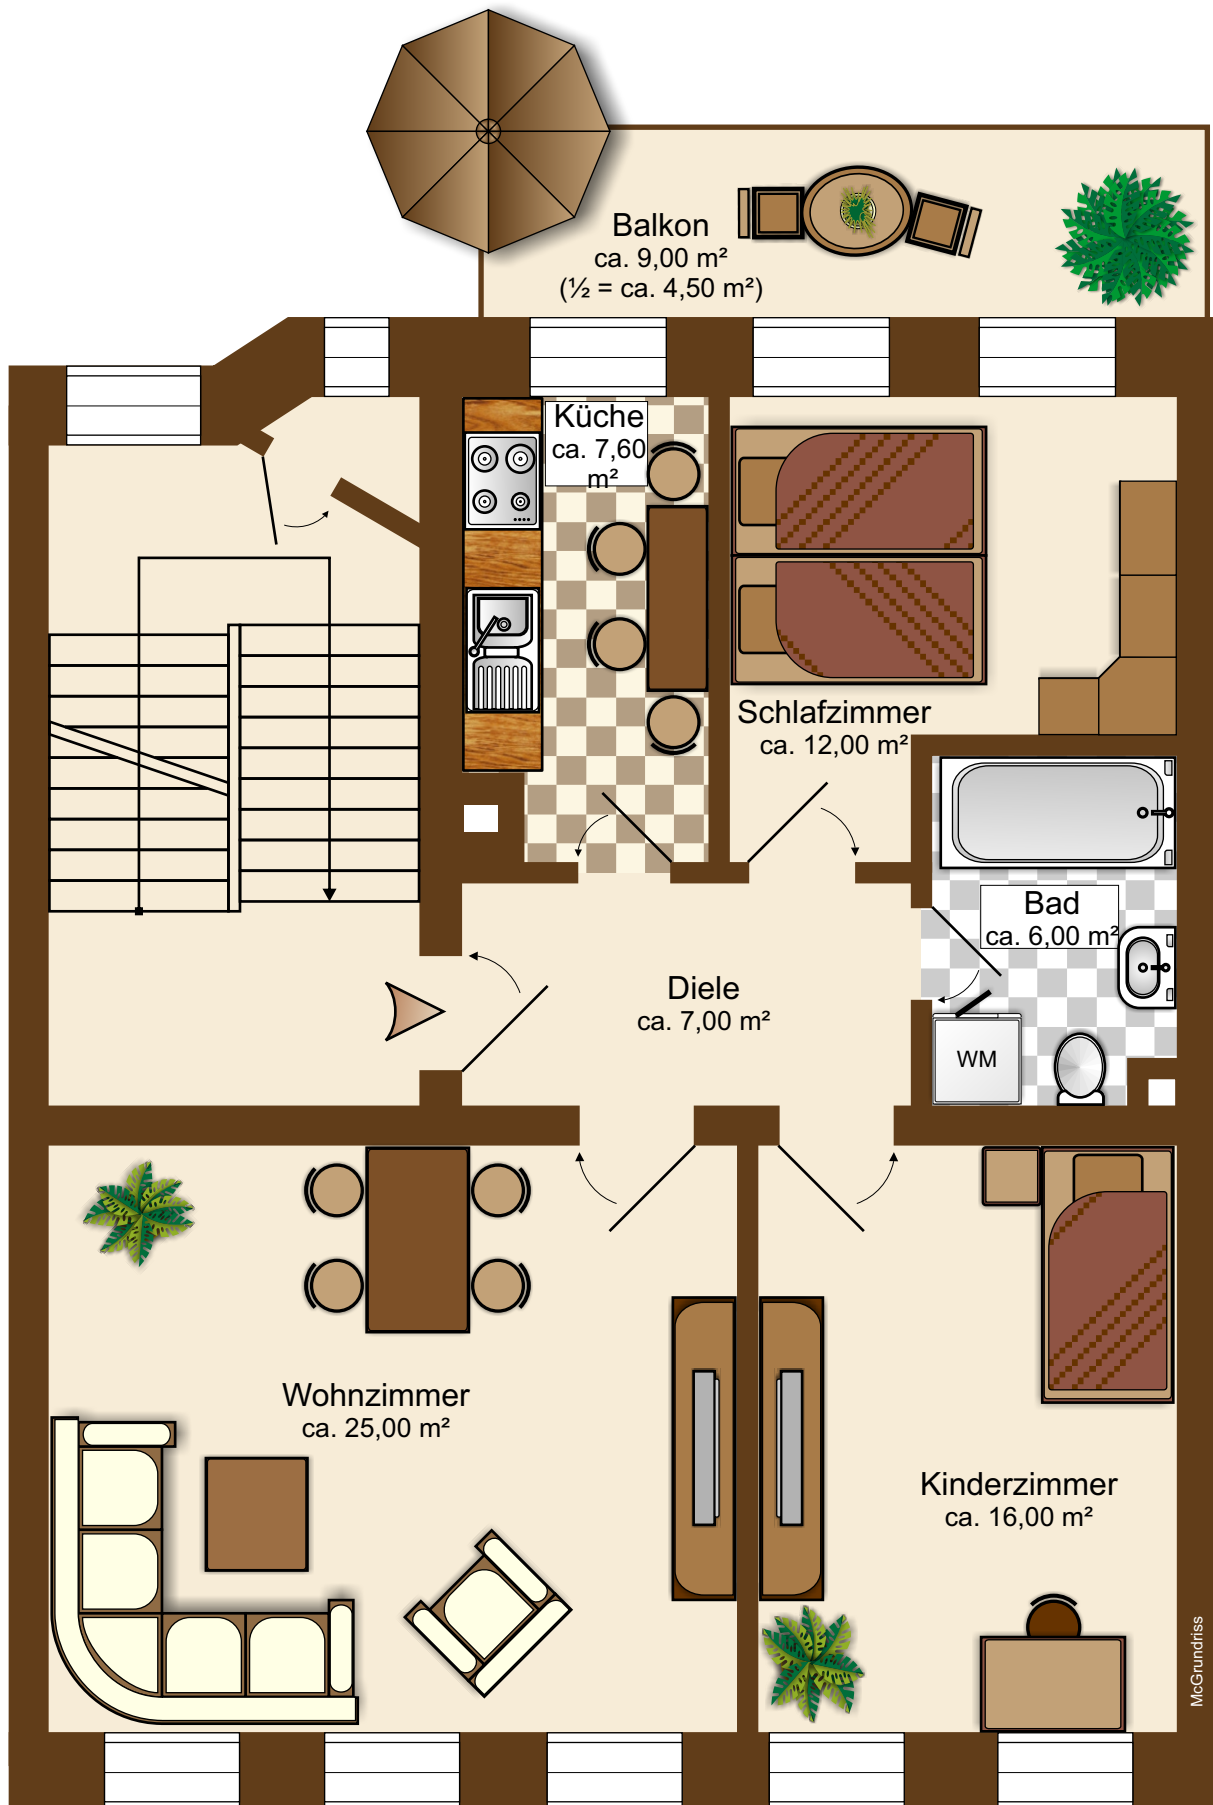 Balkon
ca. 9,00 m²
(½ = ca. 4,50 m²)
Küche
ca. 7,60
m²
Schlafzimmer
ca. 12,00 m²
Bad
ca. 6,00 m²
Diele
ca. 7,00 m²
WM
Wohnzimmer
ca. 25,00 m²
Kinderzimmer
ca. 16,00 m²
McGrundriss